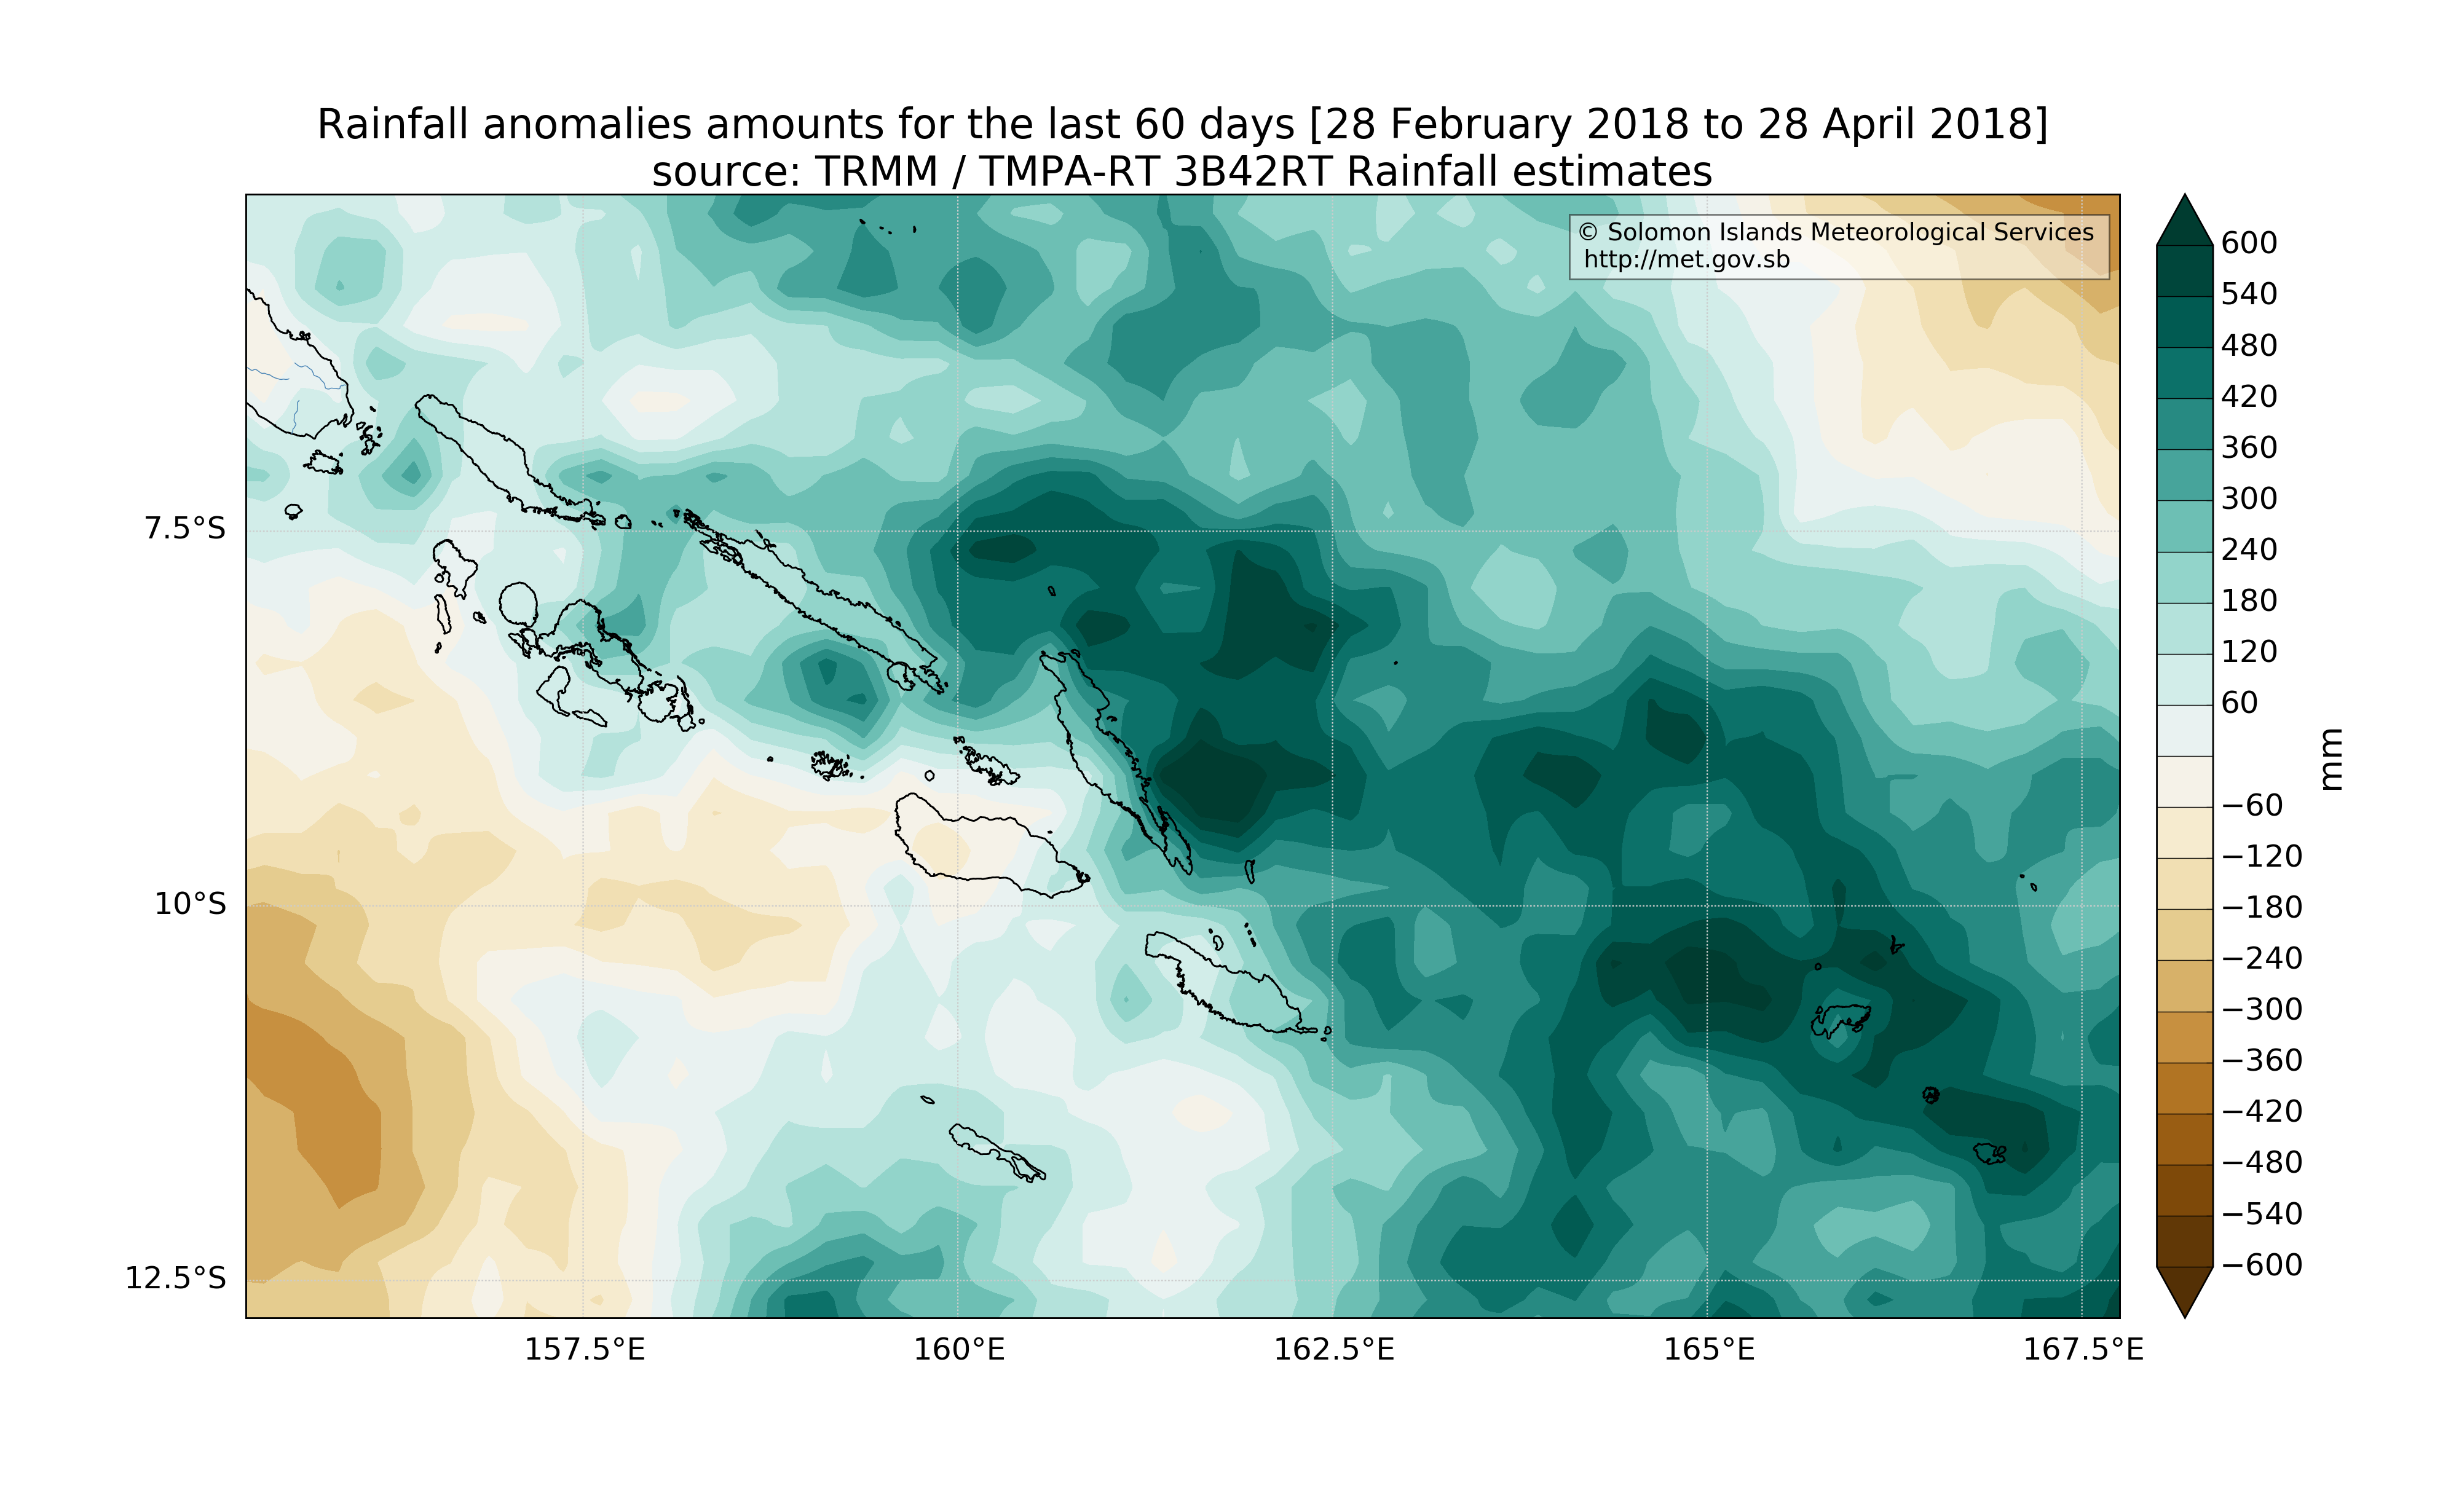 Rainfall anomalies amounts for the last 60 days [28 February 2018 to 28 April 2018]
source: TRMM / TMPA-RT 3B42RT Rainfall estimates
© Solomon Islands Meteorological Services
http://met.gov.sb
7.5°S
10°S
12.5°S
157.5°E
160°E
162.5°E
165°E
167.5°E
600
540
480
420
360
300
240
180
120
60
−60
−120
−180
−240
−300
−360
−420
−480
−540
−600
mm